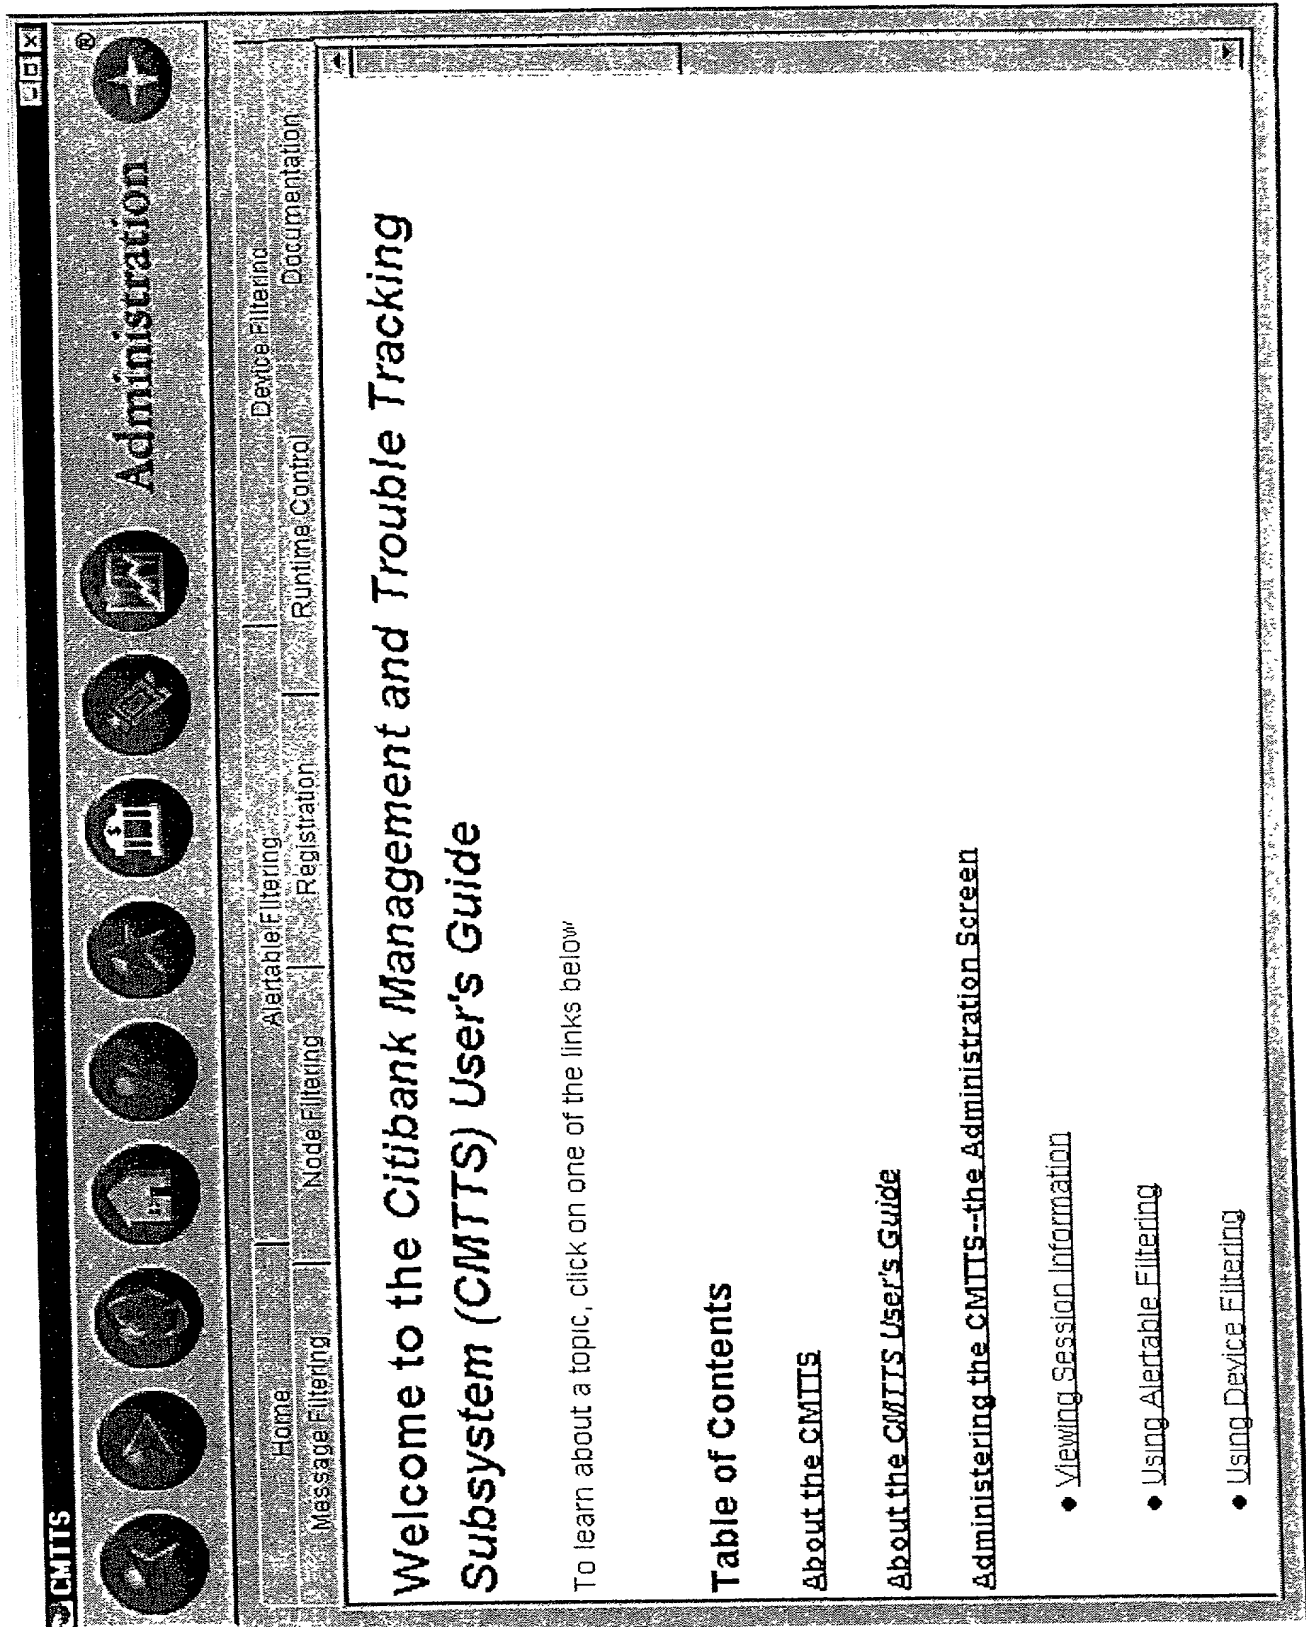 CMTTS
Administration
®
Home Alertable Filtering Device Filtering
Message Filtering Node Filtering Registration Runtime Control Documentation
Welcome to the Citibank Management and Trouble Tracking
Subsystem (CMTTS) User's Guide
To learn about a topic, click on one of the links below
Table of Contents
About the CMTTS
About the CMTTS User's Guide
Administering the CMTTS--the Administration Screen
● Viewing Session Information
● Using Alertable Filtering
● Using Device Filtering